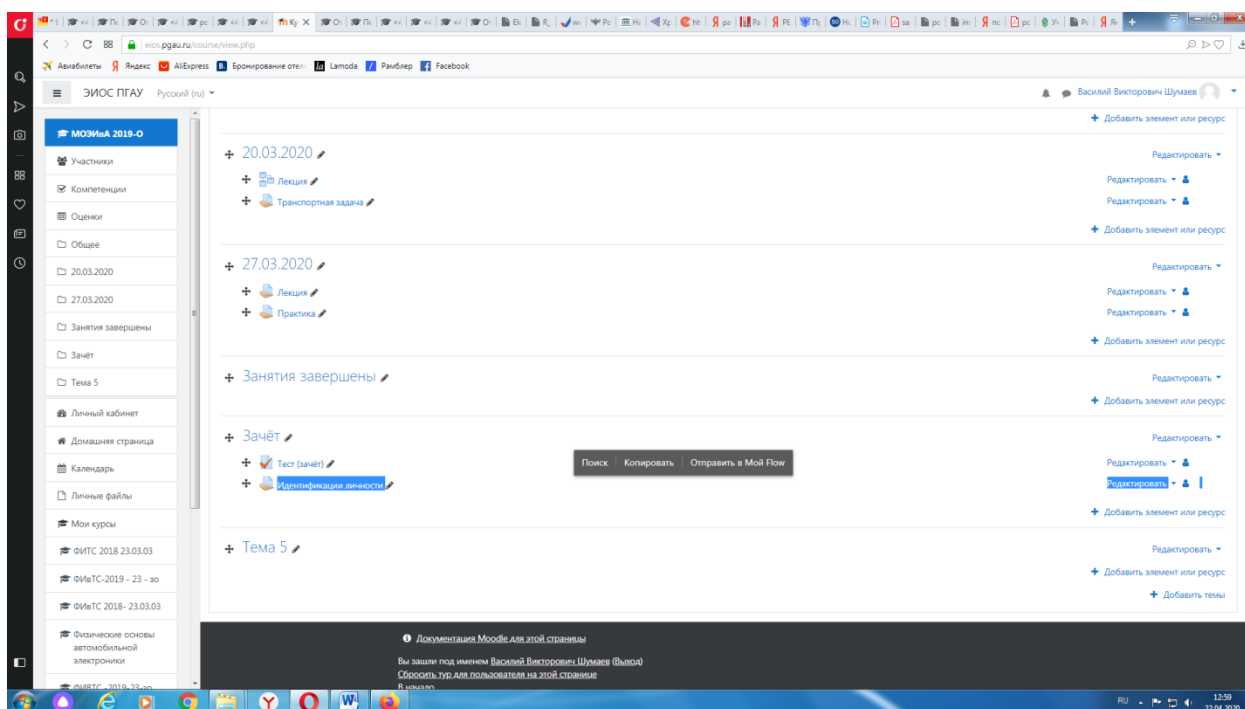 eios.pgau.ru/course/view.php
Авиабилеты Яндекс AliExpress Бронирование отел Lamoda Рамблер Facebook
ЭИОС ПГАУ Русский (ru) Василий Викторович Шумаев
Добавить элемент или ресурс
МОЭИвА 2019-О
Участники
Компетенции
Оценки
Общее
20.03.2020
27.03.2020
Занятия завершены
Зачёт
Тема 5
Личный кабинет
Домашняя страница
Календарь
Личные файлы
Мои курсы
ФИТС 2018 23.03.03
ФИвТС-2019 - 23 - зо
ФИвТС 2018- 23.03.03
Физические основы
автомобильной
электроники
20.03.2020 Редактировать
Лекция Редактировать
Транспортная задача Редактировать
Добавить элемент или ресурс
27.03.2020 Редактировать
Лекция Редактировать
Практика Редактировать
Добавить элемент или ресурс
Занятия завершены Редактировать
Добавить элемент или ресурс
Зачёт Редактировать
Поиск Копировать Отправить в Мой Flow
Тест (зачёт) Редактировать
Идентификации личности Редактировать
Добавить элемент или ресурс
Тема 5 Редактировать
Добавить элемент или ресурс
Добавить темы
Документация Moodle для этой страницы
Вы зашли под именем Василий Викторович Шумаев (Выход)
Сбросить тур для пользователя на этой странице
В начало
RU 12:59
22.04.2020